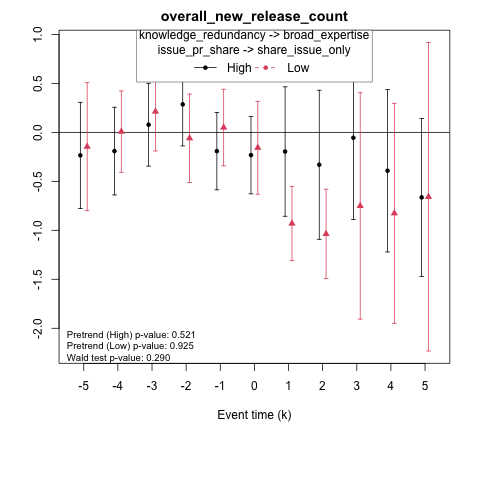 overall_new_release_count
knowledge_redundancy -> broad_expertise
issue_pr_share -> share_issue_only
High Low
1.0
0.5
0.0
-0.5
-1.0
-1.5
-2.0
Pretrend (High) p-value: 0.521
Pretrend (Low) p-value: 0.925
Wald test p-value: 0.290
-5 -4 -3 -2 -1 0 1 2 3 4 5
Event time (k)